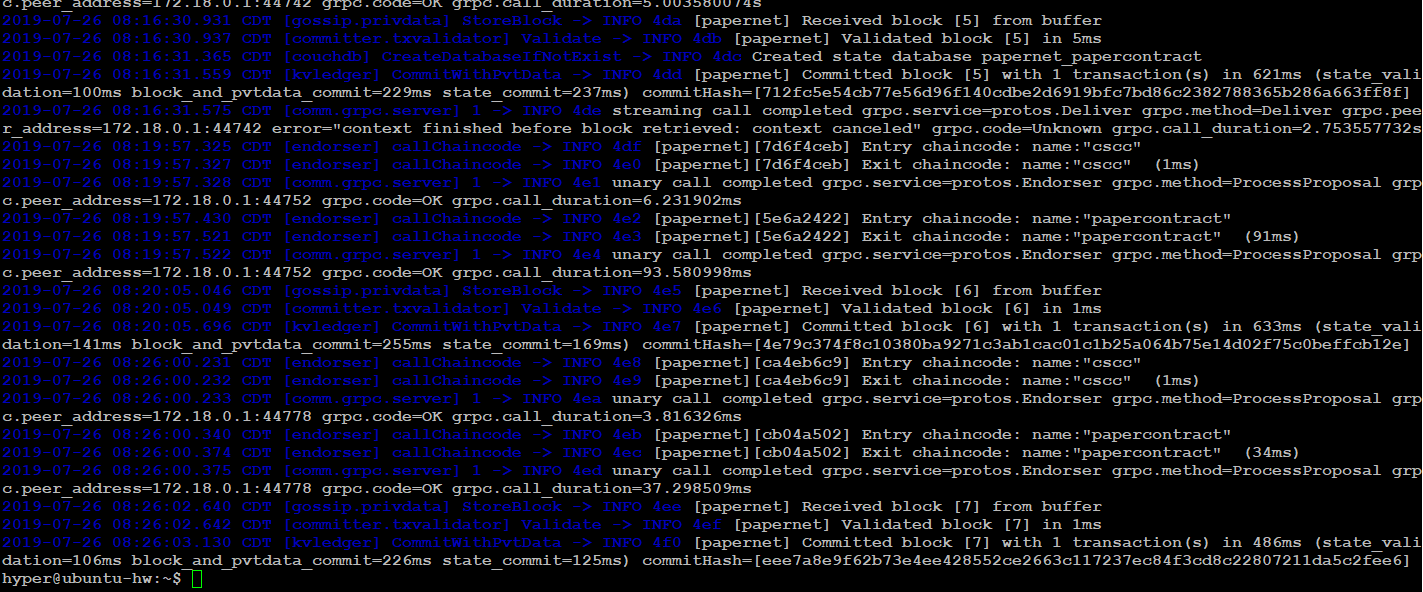 c.peer_address=172.18.0.1:44742 grpc.code=OK grpc.call_duration=5.003580074s
2019-07-26 08:16:30.931 CDT [gossip.privdata] StoreBlock -> INFO 4da [papernet] Received block [5] from buffer
2019-07-26 08:16:30.937 CDT [committer.txvalidator] Validate -> INFO 4db [papernet] Validated block [5] in 5ms
2019-07-26 08:16:31.365 CDT [couchdb] CreateDatabaseIfNotExist -> INFO 4dc Created state database papernet_papercontract
2019-07-26 08:16:31.559 CDT [kvledger] CommitWithPvtData -> INFO 4dd [papernet] Committed block [5] with 1 transaction(s) in 621ms (state_vali
dation=100ms block_and_pvtdata_commit=229ms state_commit=237ms) commitHash=[712fc5e54cb77e56d96f140cdbe2d6919bfc7bd86c2382788365b286a663ff8f]
2019-07-26 08:16:31.575 CDT [comm.grpc.server] 1 -> INFO 4de streaming call completed grpc.service=protos.Deliver grpc.method=Deliver grpc.pee
r_address=172.18.0.1:44742 error="context finished before block retrieved: context canceled" grpc.code=Unknown grpc.call_duration=2.753557732s
2019-07-26 08:19:57.325 CDT [endorser] callChaincode -> INFO 4df [papernet][7d6f4ceb] Entry chaincode: name:"cscc"
2019-07-26 08:19:57.327 CDT [endorser] callChaincode -> INFO 4e0 [papernet][7d6f4ceb] Exit chaincode: name:"cscc"  (1ms)
2019-07-26 08:19:57.328 CDT [comm.grpc.server] 1 -> INFO 4e1 unary call completed grpc.service=protos.Endorser grpc.method=ProcessProposal grp
c.peer_address=172.18.0.1:44752 grpc.code=OK grpc.call_duration=6.231902ms
2019-07-26 08:19:57.430 CDT [endorser] callChaincode -> INFO 4e2 [papernet][5e6a2422] Entry chaincode: name:"papercontract"
2019-07-26 08:19:57.521 CDT [endorser] callChaincode -> INFO 4e3 [papernet][5e6a2422] Exit chaincode: name:"papercontract"  (91ms)
2019-07-26 08:19:57.522 CDT [comm.grpc.server] 1 -> INFO 4e4 unary call completed grpc.service=protos.Endorser grpc.method=ProcessProposal grp
c.peer_address=172.18.0.1:44752 grpc.code=OK grpc.call_duration=93.580998ms
2019-07-26 08:20:05.046 CDT [gossip.privdata] StoreBlock -> INFO 4e5 [papernet] Received block [6] from buffer
2019-07-26 08:20:05.049 CDT [committer.txvalidator] Validate -> INFO 4e6 [papernet] Validated block [6] in 1ms
2019-07-26 08:20:05.696 CDT [kvledger] CommitWithPvtData -> INFO 4e7 [papernet] Committed block [6] with 1 transaction(s) in 633ms (state_vali
dation=141ms block_and_pvtdata_commit=255ms state_commit=169ms) commitHash=[4e79c374f8c10380ba9271c3ab1cac01c1b25a064b75e14d02f75c0beffcb12e]
2019-07-26 08:26:00.231 CDT [endorser] callChaincode -> INFO 4e8 [papernet][ca4eb6c9] Entry chaincode: name:"cscc"
2019-07-26 08:26:00.232 CDT [endorser] callChaincode -> INFO 4e9 [papernet][ca4eb6c9] Exit chaincode: name:"cscc"  (1ms)
2019-07-26 08:26:00.233 CDT [comm.grpc.server] 1 -> INFO 4ea unary call completed grpc.service=protos.Endorser grpc.method=ProcessProposal grp
c.peer_address=172.18.0.1:44778 grpc.code=OK grpc.call_duration=3.816326ms
2019-07-26 08:26:00.340 CDT [endorser] callChaincode -> INFO 4eb [papernet][cb04a502] Entry chaincode: name:"papercontract"
2019-07-26 08:26:00.374 CDT [endorser] callChaincode -> INFO 4ec [papernet][cb04a502] Exit chaincode: name:"papercontract"  (34ms)
2019-07-26 08:26:00.375 CDT [comm.grpc.server] 1 -> INFO 4ed unary call completed grpc.service=protos.Endorser grpc.method=ProcessProposal grp
c.peer_address=172.18.0.1:44778 grpc.code=OK grpc.call_duration=37.298509ms
2019-07-26 08:26:02.640 CDT [gossip.privdata] StoreBlock -> INFO 4ee [papernet] Received block [7] from buffer
2019-07-26 08:26:02.644 CDT [committer.txvalidator] Validate -> INFO 4ef [papernet] Validated block [7] in 1ms
2019-07-26 08:26:03.130 CDT [kvledger] CommitWithPvtData -> INFO 4f0 [papernet] Committed block [7] with 1 transaction(s) in 486ms (state_vali
dation=106ms block_and_pvtdata_commit=226ms state_commit=125ms) commitHash=[eee7a8e9f62b73e4ee428552ce2663c117237ec84f3cd8c22807211da5c2fee6]
hyper@ubuntu-hw:~$